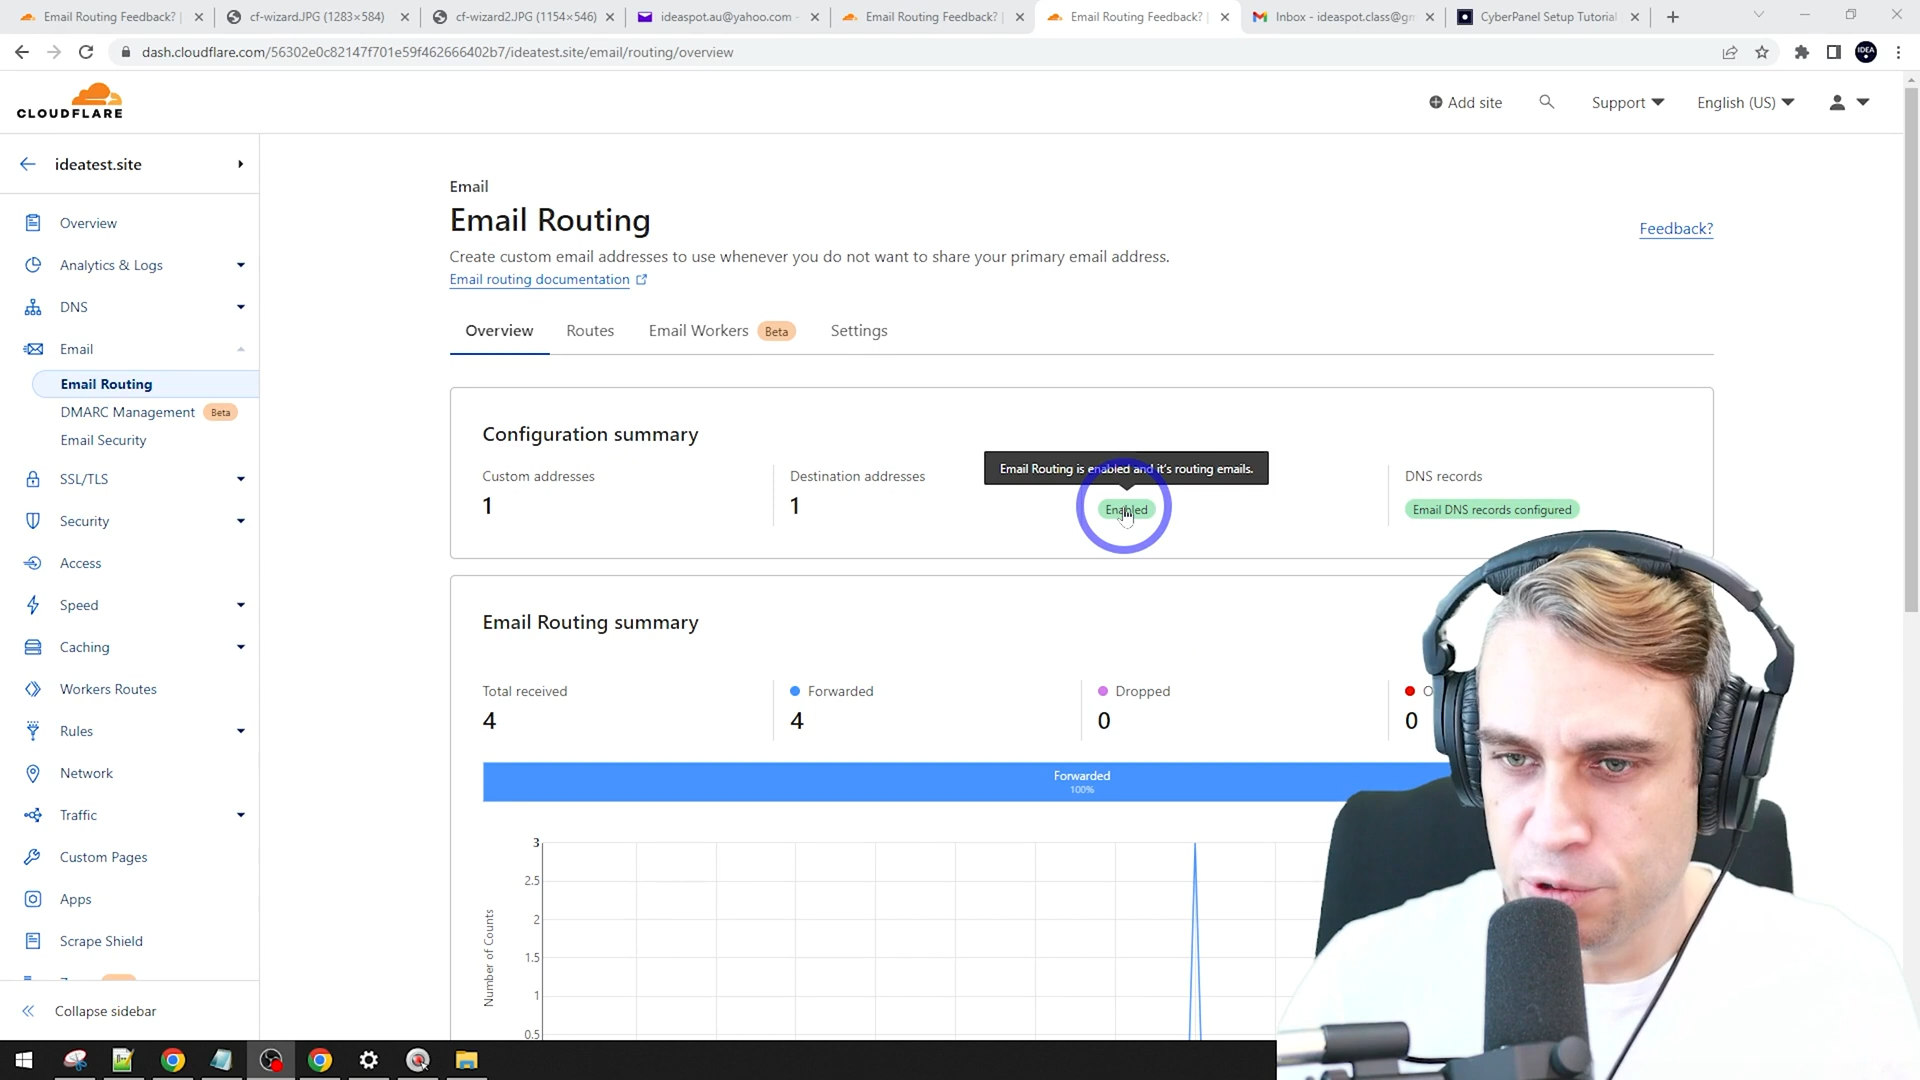 Email Routing Feedback? |
cf-wizard.JPG (1283×584)
cf-wizard2.JPG (1154×546)
ideaspot.au@yahoo.com -
Email Routing Feedback? |
Email Routing Feedback? |
Inbox - ideaspot.class@gm
CyberPanel Setup Tutorial
dash.cloudflare.com/56302e0c82147f701e59f462666402b7/ideatest.site/email/routing/overview
IDEA
CLOUDFLARE
Add site
Support
English (US)
ideatest.site
Overview
Analytics & Logs
DNS
Email
Email Routing
DMARC Management Beta
Email Security
SSL/TLS
Security
Access
Speed
Caching
Workers Routes
Rules
Network
Traffic
Custom Pages
Apps
Scrape Shield
Collapse sidebar
Email
Email Routing
Feedback?
Create custom email addresses to use whenever you do not want to share your primary email address.
Email routing documentation
Overview
Routes
Email Workers Beta
Settings
Configuration summary
Email Routing is enabled and it's routing emails.
Custom addresses
1
Destination addresses
1
Enabled
DNS records
Email DNS records configured
Email Routing summary
Total received
4
Forwarded
4
Dropped
0
0
Forwarded
100%
Number of Counts
3
2.5
2
1.5
1
0.5